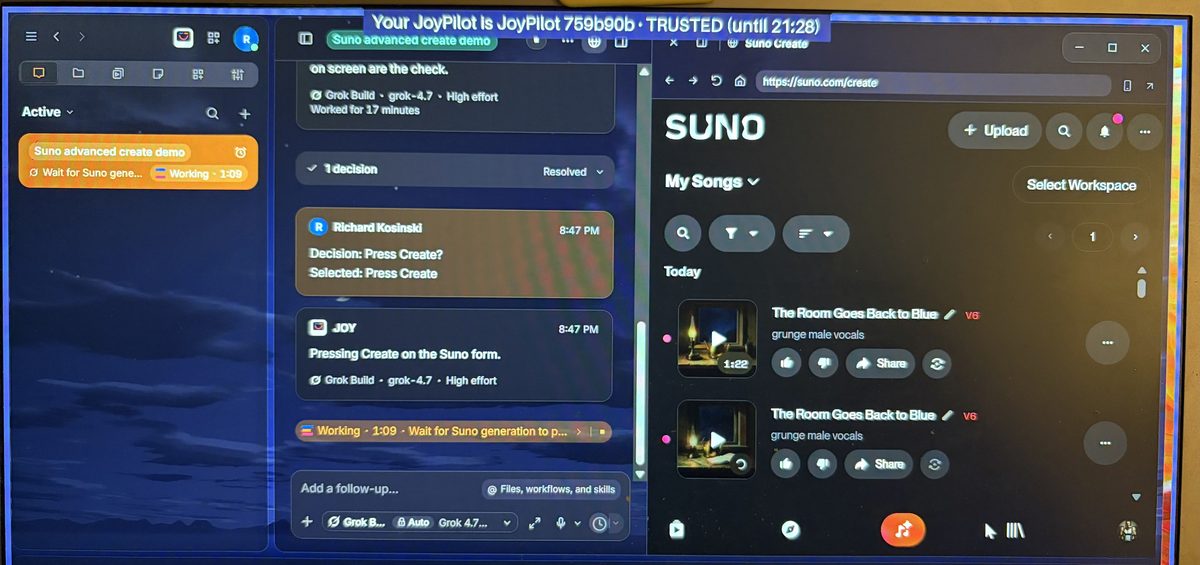 Your JoyPilot is JoyPilot 759b90b · TRUSTED (until 21:28)
R
Active
Suno advanced create demo
Wait for Suno gene...
Working · 1:09
Suno advanced create demo
on screen are the check.
Grok Build · grok-4.7 · High effort
Worked for 17 minutes
1 decision
Resolved
R Richard Kosinski
8:47 PM
Decision: Press Create?
Selected: Press Create
JOY
8:47 PM
Pressing Create on the Suno form.
Grok Build · grok-4.7 · High effort
Working · 1:09 · Wait for Suno generation to p...
Add a follow-up...
@ Files, workflows, and skills
Grok B...
Auto
Grok 4.7...
Suno Create
https://suno.com/create
SUNO
Upload
My Songs
Select Workspace
1
Today
The Room Goes Back to Blue
V6
grunge male vocals
1:22
Share
The Room Goes Back to Blue
V6
grunge male vocals
Share